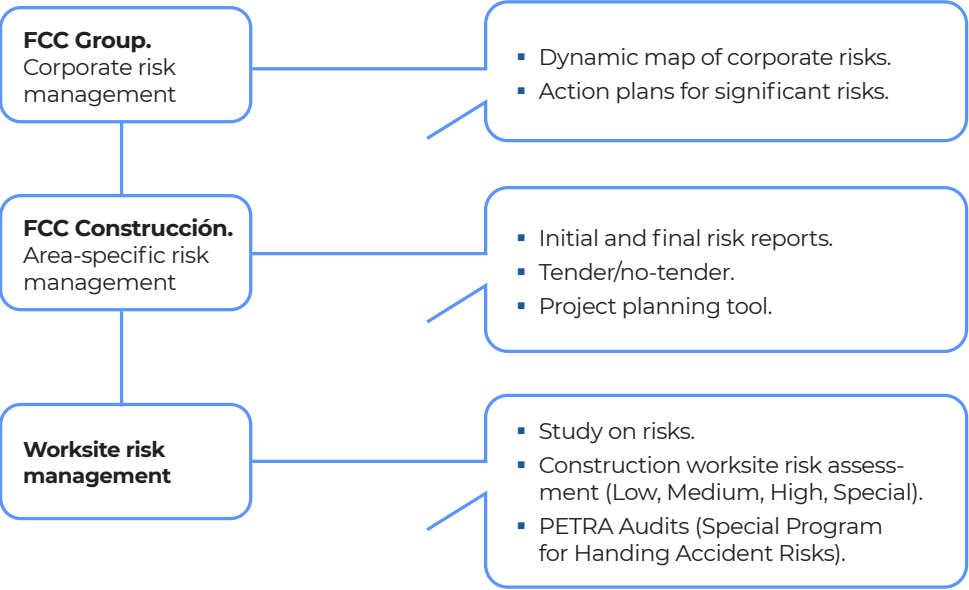 FCC Group.
Corporate risk
management
▪ Dynamic map of corporate risks.
▪ Action plans for significant risks.
FCC Construcción.
Area-specific risk
management
▪ Initial and final risk reports.
▪ Tender/no-tender.
▪ Project planning tool.
Worksite risk
management
▪ Study on risks.
▪ Construction worksite risk assess-
ment (Low, Medium, High, Special).
▪ PETRA Audits (Special Program
for Handing Accident Risks).